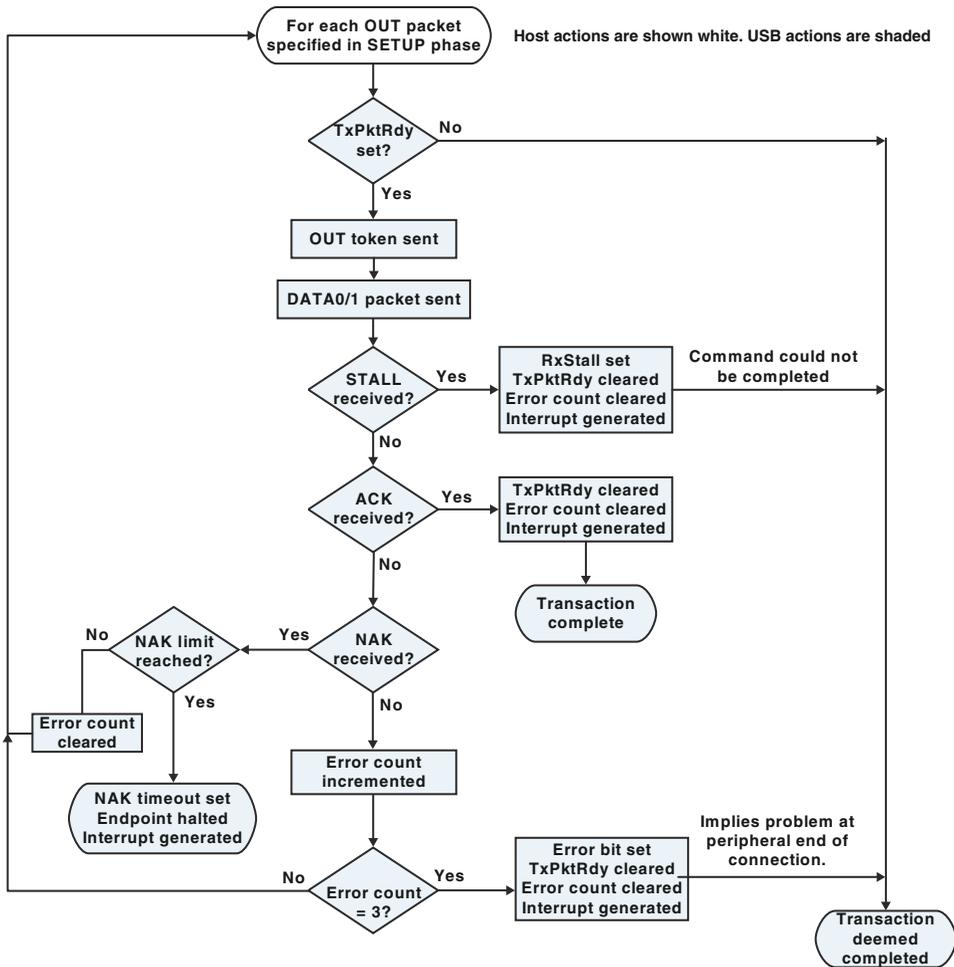 For each OUT packet
specified in SETUP phase
Host actions are shown white. USB actions are shaded
TxPktRdy
set?
No
Yes
OUT token sent
DATA0/1 packet sent
STALL
received?
Yes
RxStall set
TxPktRdy cleared
Error count cleared
Interrupt generated
Command could not
be completed
No
ACK
received?
Yes
TxPktRdy cleared
Error count cleared
Interrupt generated
No
Transaction
complete
NAK
received?
Yes
NAK limit
reached?
No
Yes
Error count
cleared
NAK timeout set
Endpoint halted
Interrupt generated
No
Error count
incremented
Error count
= 3?
No
Yes
Error bit set
TxPktRdy cleared
Error count cleared
Interrupt generated
Implies problem at
peripheral end of
connection.
Transaction
deemed
completed